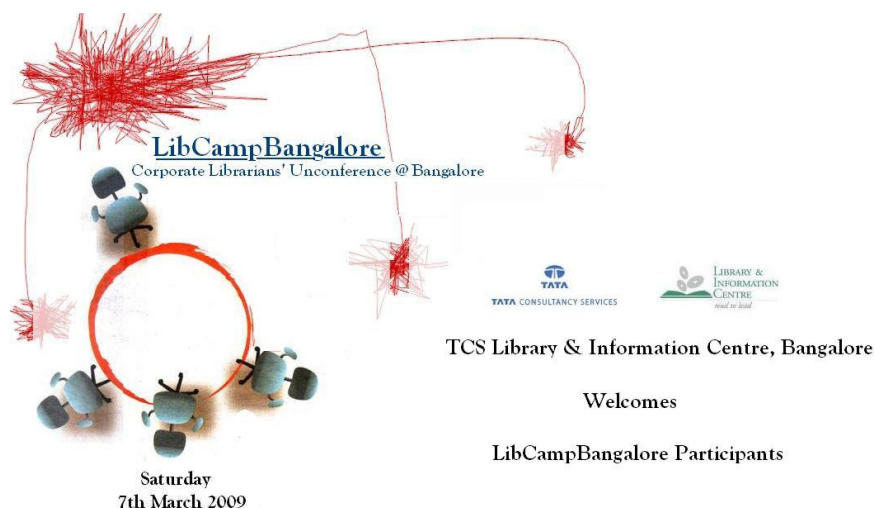 LibCampBangalore
Corporate Librarians' Unconference @ Bangalore
TATA
TATA CONSULTANCY SERVICES
LIBRARY &
INFORMATION
CENTRE
read to lead
TCS Library & Information Centre, Bangalore
Welcomes
LibCampBangalore Participants
Saturday
7th March 2009